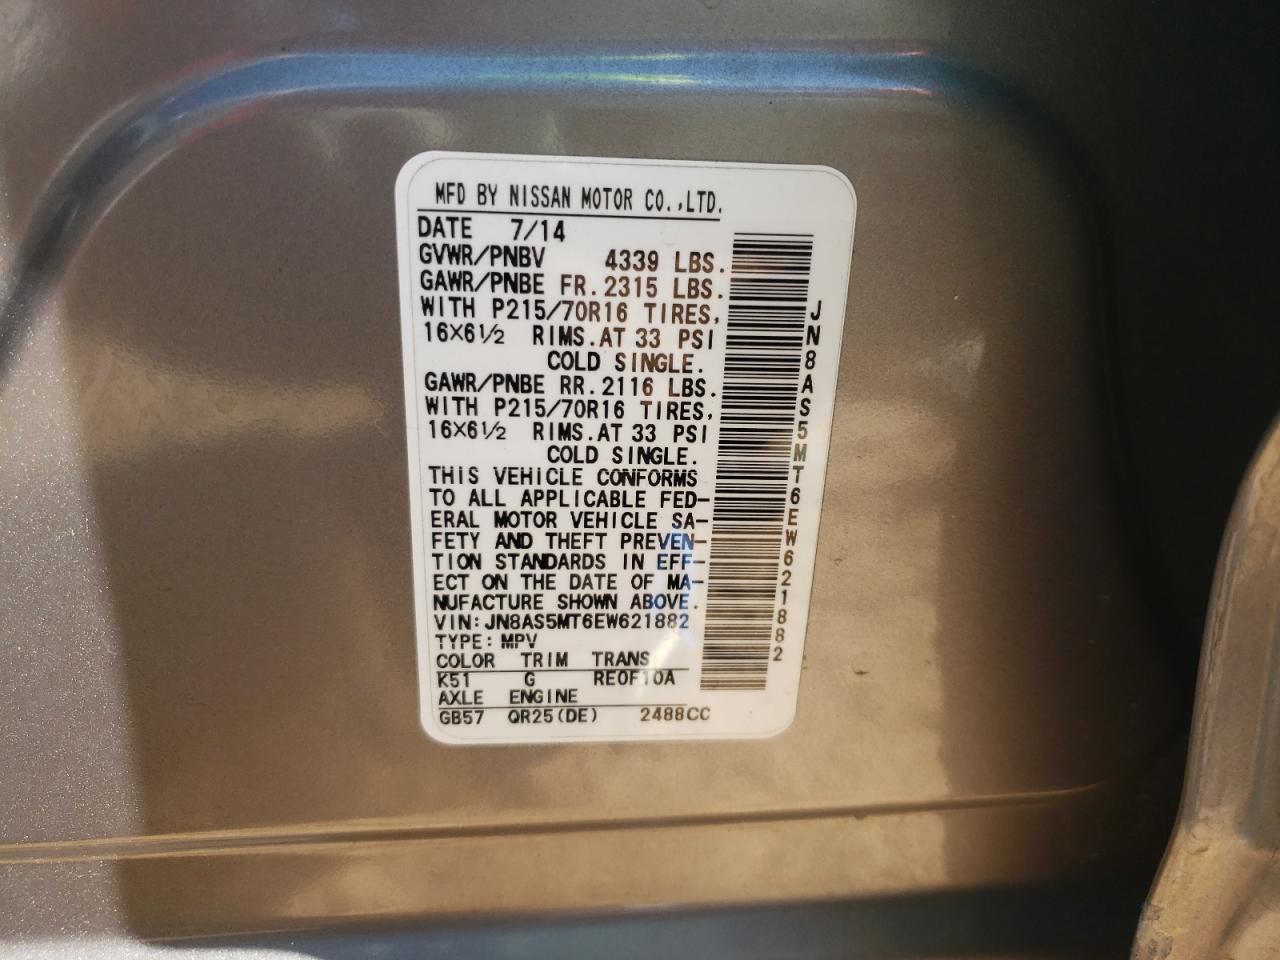 MFD BY NISSAN MOTOR CO.,LTD.
DATE 7/14
GVWR/PNBV 4339 LBS.
GAWR/PNBE FR.2315 LBS.
WITH P215/70R16 TIRES,
16X6½ RIMS.AT 33 PSI
COLD SINGLE.
GAWR/PNBE RR.2116 LBS.
WITH P215/70R16 TIRES,
16X6½ RIMS.AT 33 PSI
COLD SINGLE.
THIS VEHICLE CONFORMS
TO ALL APPLICABLE FED-
ERAL MOTOR VEHICLE SA-
FETY AND THEFT PREVEN-
TION STANDARDS IN EFF-
ECT ON THE DATE OF MA-
NUFACTURE SHOWN ABOVE.
VIN:JN8AS5MT6EW621882
TYPE:MPV
COLOR TRIM TRANS
K51 G RE0F10A
AXLE ENGINE
GB57 QR25(DE) 2488CC
JN8AS5MT6EW621882